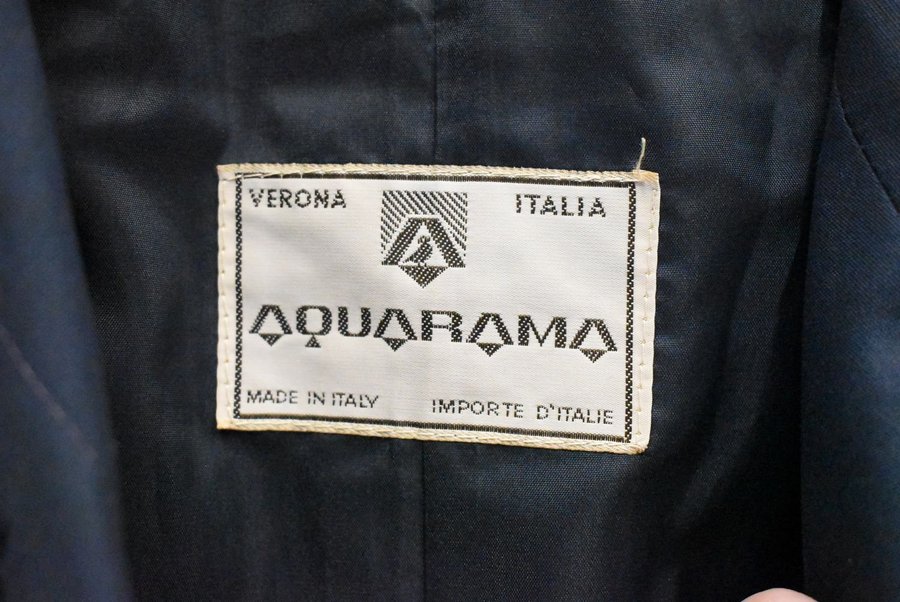 VERONA ITALIA
AQUARAMA
MADE IN ITALY IMPORTE D'ITALIE